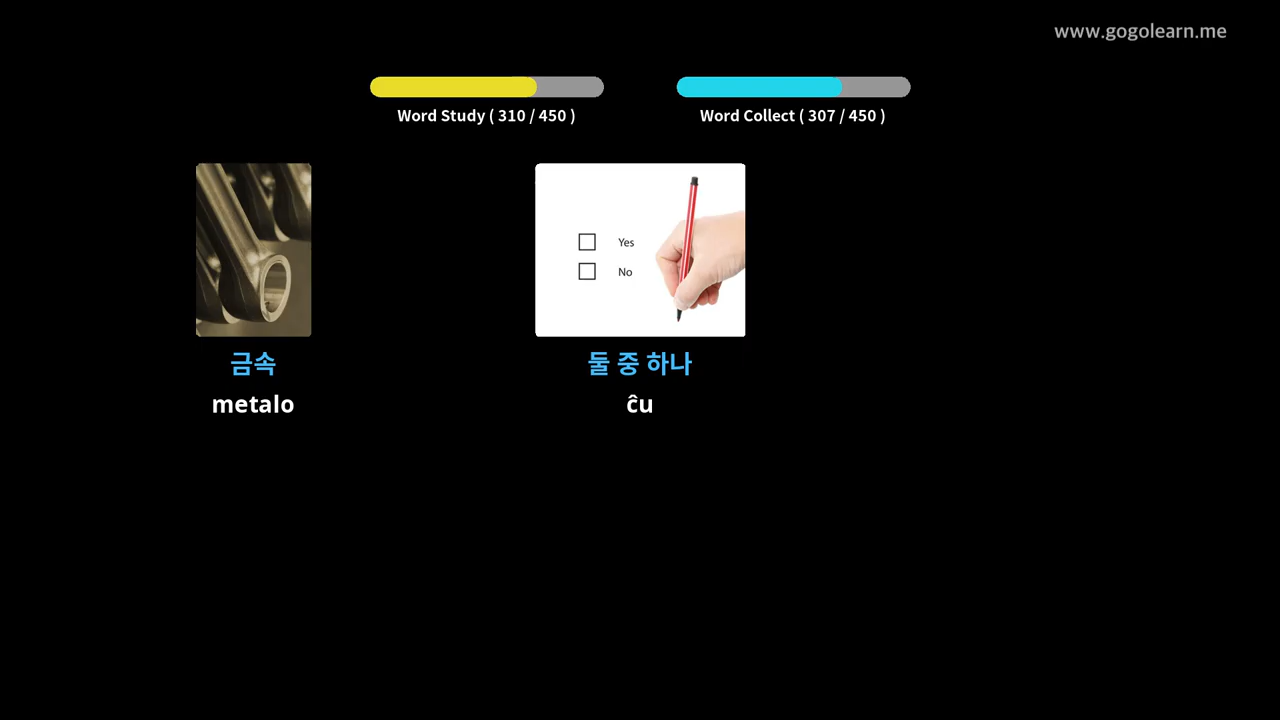 www.gogolearn.me
Word Study ( 310 / 450 )
Word Collect ( 307 / 450 )
Yes
No
금속
둘 중 하나
metalo
ĉu